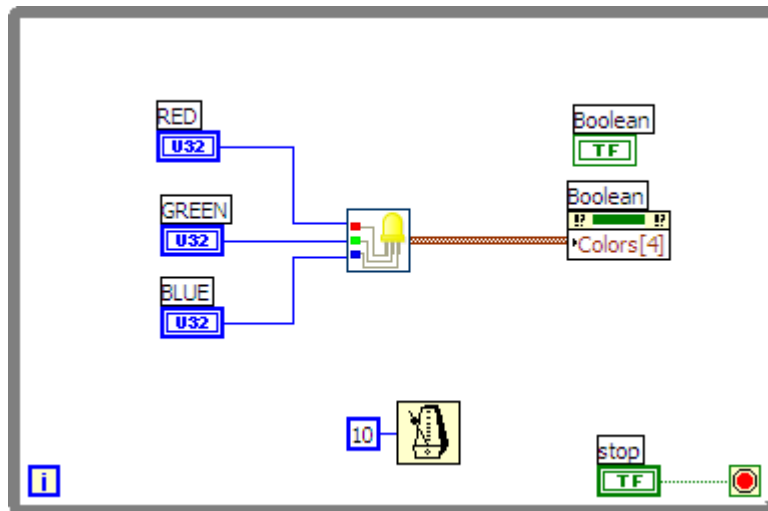 RED
U32
GREEN
U32
BLUE
U32
Boolean
TF
Boolean
!? !?
Colors[4]
10
i
stop
TF